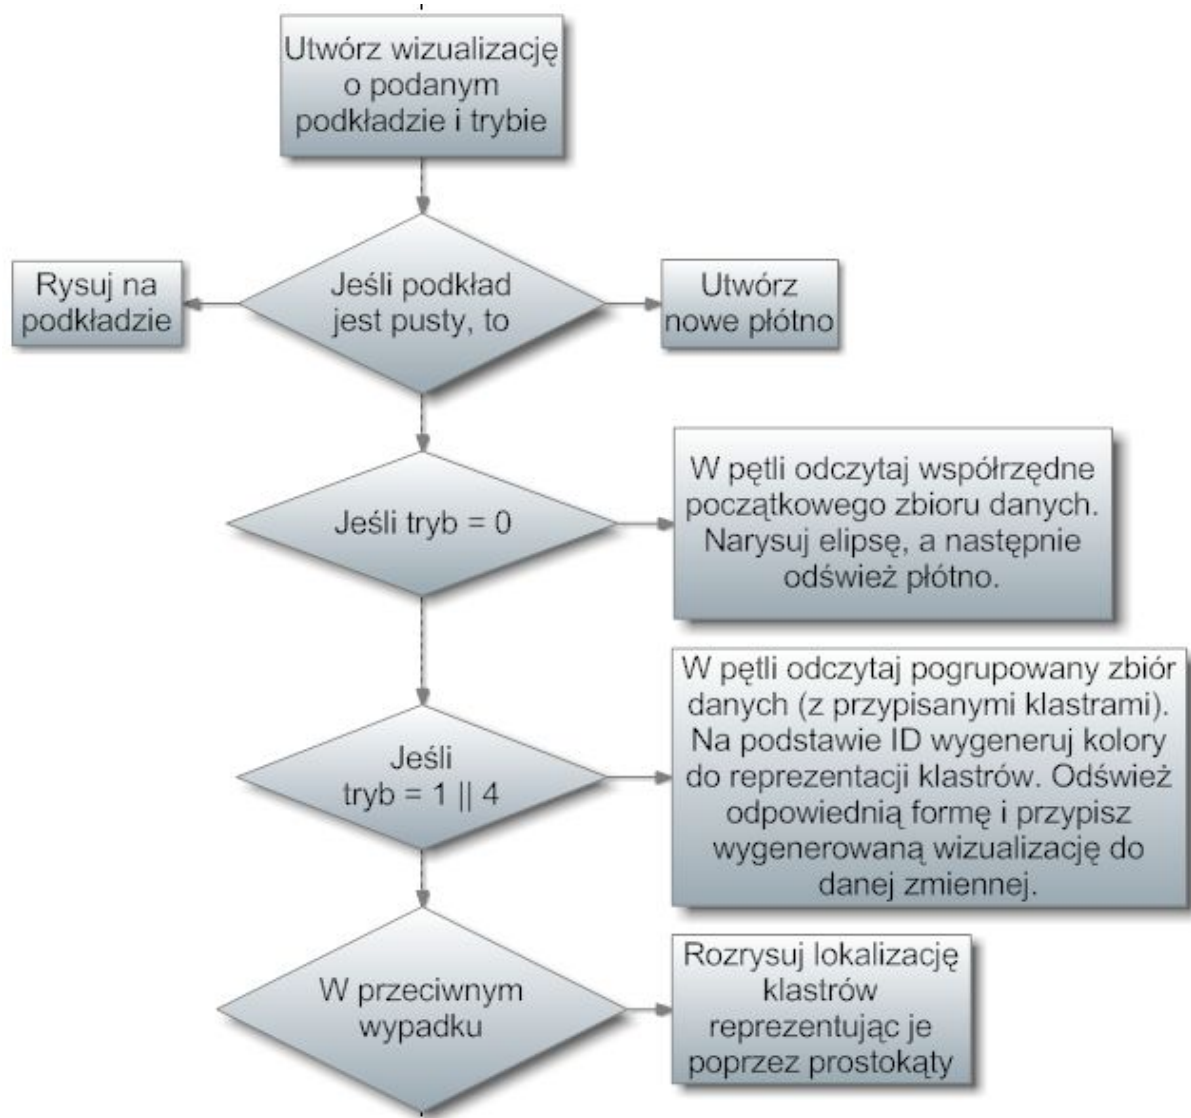 Utwórz wizualizację
o podanym
podkładzie i trybie
Rysuj na
podkładzie
Jeśli podkład
jest pusty, to
Utwórz
nowe płótno
Jeśli tryb = 0
W pętli odczytaj współrzędne
początkowego zbioru danych.
Narysuj elipsę, a następnie
odśwież płótno.
Jeśli
tryb = 1 || 4
W pętli odczytaj pogrupowany zbiór
danych (z przypisanymi klastrami).
Na podstawie ID wygeneruj kolory
do reprezentacji klastrów. Odśwież
odpowiednią formę i przypisz
wygenerowaną wizualizację do
danej zmiennej.
W przeciwnym
wypadku
Rozrysuj lokalizację
klastrów
reprezentując je
poprzez prostokąty